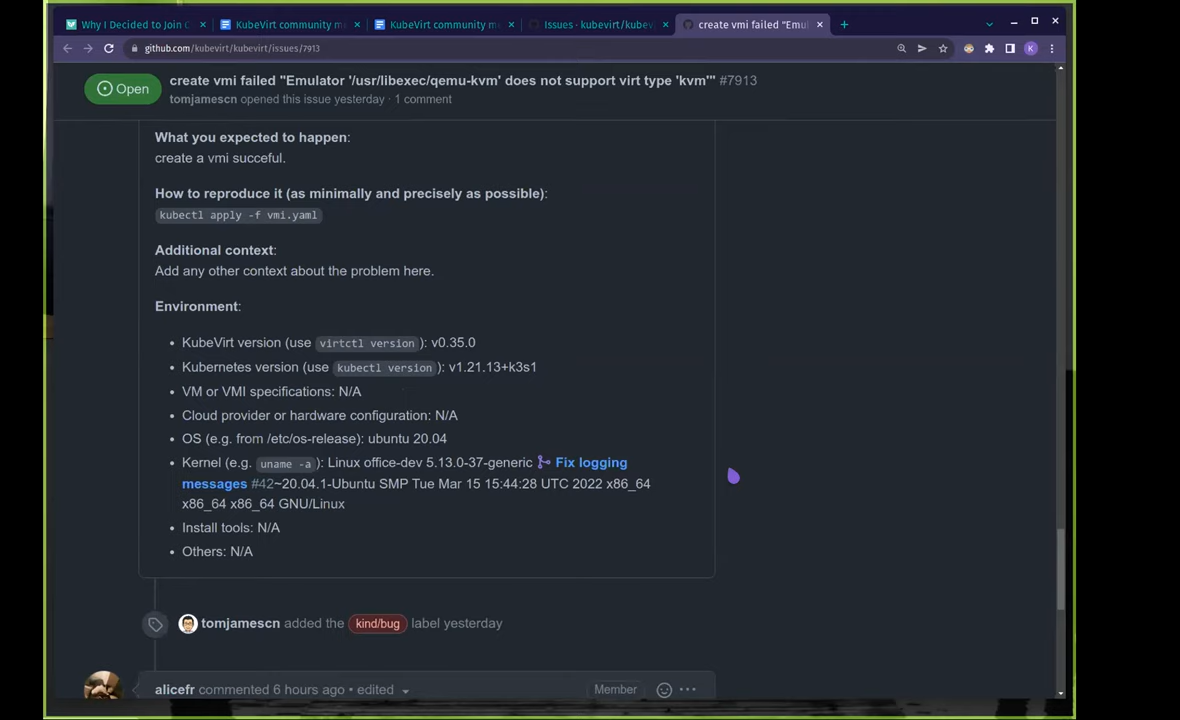 Why I Decided to Join C
KubeVirt community me
KubeVirt community me
Issues · kubevirt/kubev
create vmi failed "Emul
github.com/kubevirt/kubevirt/issues/7913
K
Open
create vmi failed "Emulator '/usr/libexec/qemu-kvm' does not support virt type 'kvm'" #7913
tomjamescn opened this issue yesterday · 1 comment
What you expected to happen:
create a vmi succeful.
How to reproduce it (as minimally and precisely as possible):
kubectl apply -f vmi.yaml
Additional context:
Add any other context about the problem here.
Environment:
• KubeVirt version (use virtctl version): v0.35.0
• Kubernetes version (use kubectl version): v1.21.13+k3s1
• VM or VMI specifications: N/A
• Cloud provider or hardware configuration: N/A
• OS (e.g. from /etc/os-release): ubuntu 20.04
• Kernel (e.g. uname -a): Linux office-dev 5.13.0-37-generic Fix logging
messages #42~20.04.1-Ubuntu SMP Tue Mar 15 15:44:28 UTC 2022 x86_64
x86_64 x86_64 GNU/Linux
• Install tools: N/A
• Others: N/A
tomjamescn added the kind/bug label yesterday
alicefr commented 6 hours ago • edited
Member